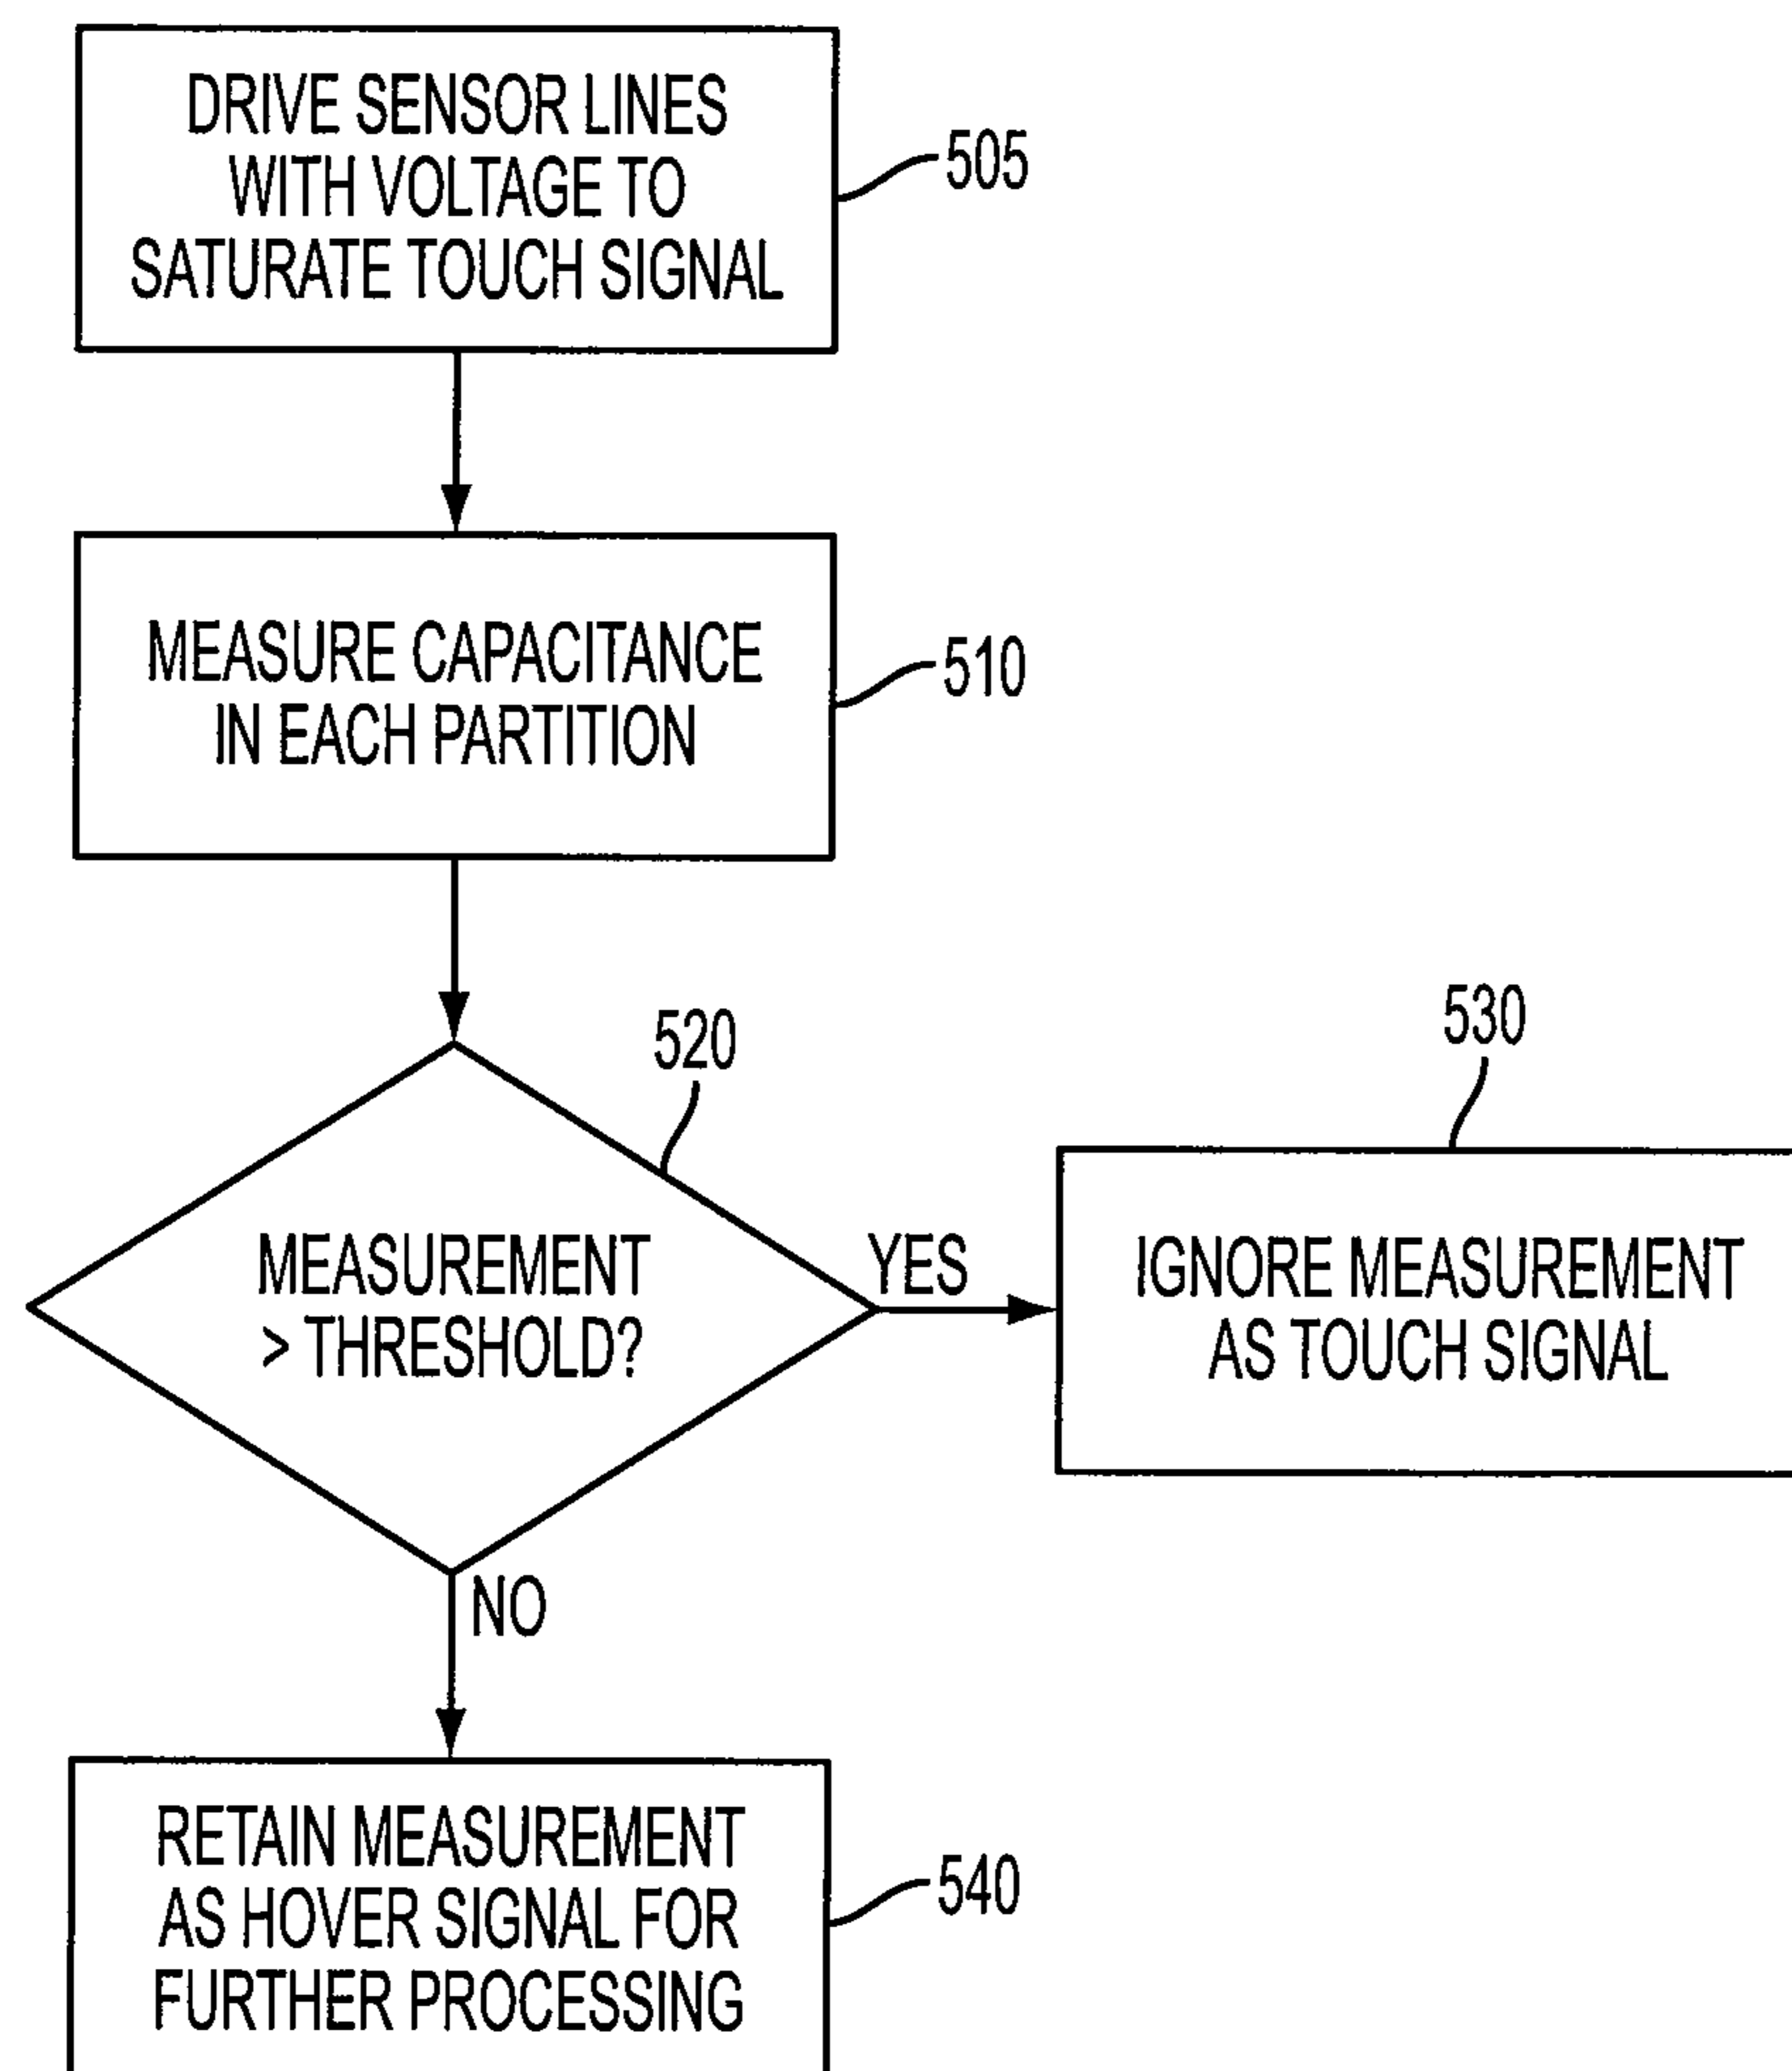 DRIVE SENSOR LINES
WITH VOLTAGE TO
SATURATE TOUCH SIGNAL
505
MEASURE CAPACITANCE
IN EACH PARTITION
510
520
MEASUREMENT
> THRESHOLD?
YES
530
IGNORE MEASUREMENT
AS TOUCH SIGNAL
NO
RETAIN MEASUREMENT
AS HOVER SIGNAL FOR
FURTHER PROCESSING
540